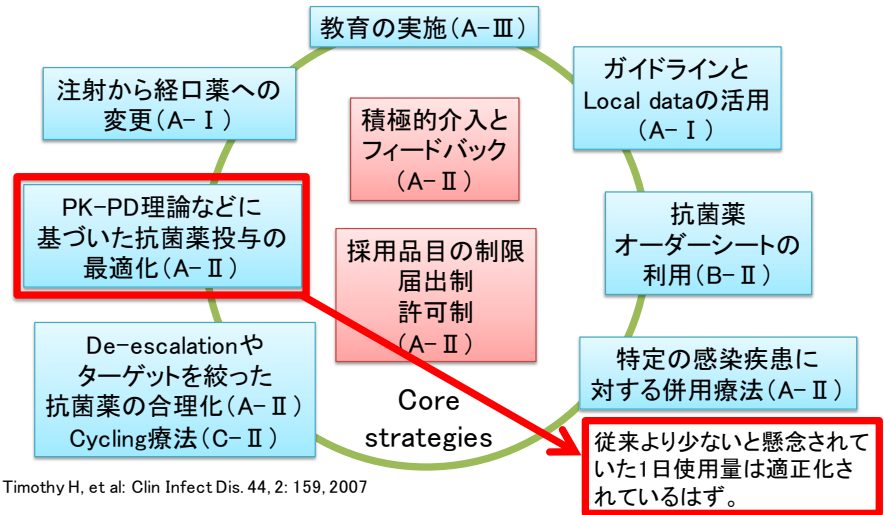 教育の実施(A-Ⅲ)
ガイドラインと
Local dataの活用
(A-Ⅰ)
注射から経口薬への
変更(A-Ⅰ)
積極的介入と
フィードバック
(A-Ⅱ)
PK-PD理論などに
基づいた抗菌薬投与の
最適化(A-Ⅱ)
抗菌薬
オーダーシートの
利用(B-Ⅱ)
採用品目の制限
届出制
許可制
(A-Ⅱ)
De-escalationや
ターゲットを絞った
抗菌薬の合理化(A-Ⅱ)
Cycling療法(C-Ⅱ)
特定の感染疾患に
対する併用療法(A-Ⅱ)
Core
strategies
従来より少ないと懸念されて
いた1日使用量は適正化さ
れているはず。
Timothy H, et al: Clin Infect Dis. 44, 2: 159, 2007